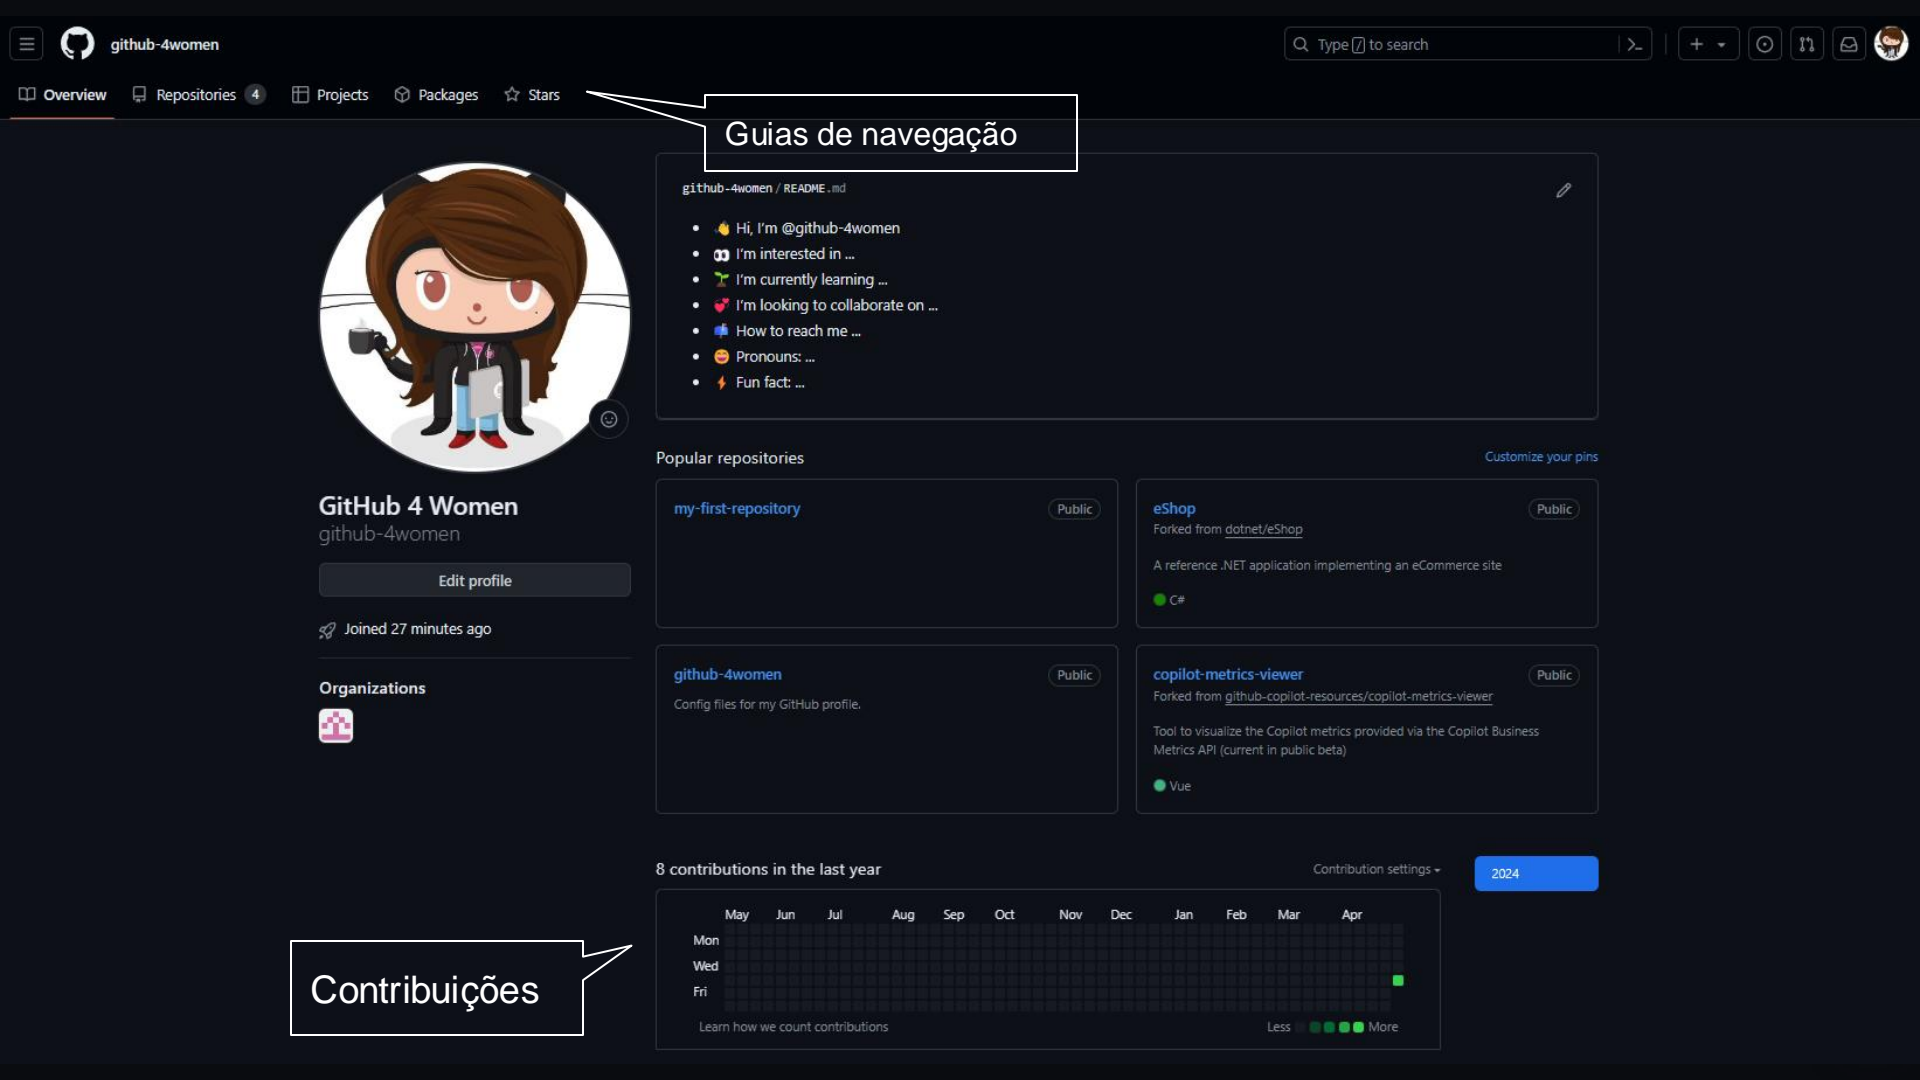 github-4women
Type / to search
Overview Repositories 4 Projects Packages Stars
Guias de navegação
github-4women / README.md
Hi, I'm @github-4women
I'm interested in ...
I'm currently learning ...
I'm looking to collaborate on ...
How to reach me ...
Pronouns: ...
Fun fact: ...
GitHub 4 Women
github-4women
Edit profile
Joined 27 minutes ago
Organizations
Popular repositories
Customize your pins
my-first-repository Public
eShop Public
Forked from dotnet/eShop
A reference .NET application implementing an eCommerce site
C#
github-4women Public
Config files for my GitHub profile.
copilot-metrics-viewer Public
Forked from github-copilot-resources/copilot-metrics-viewer
Tool to visualize the Copilot metrics provided via the Copilot Business
Metrics API (current in public beta)
Vue
8 contributions in the last year
Contribution settings
2024
May Jun Jul Aug Sep Oct Nov Dec Jan Feb Mar Apr
Mon
Wed
Fri
Learn how we count contributions
Less More
Contribuições